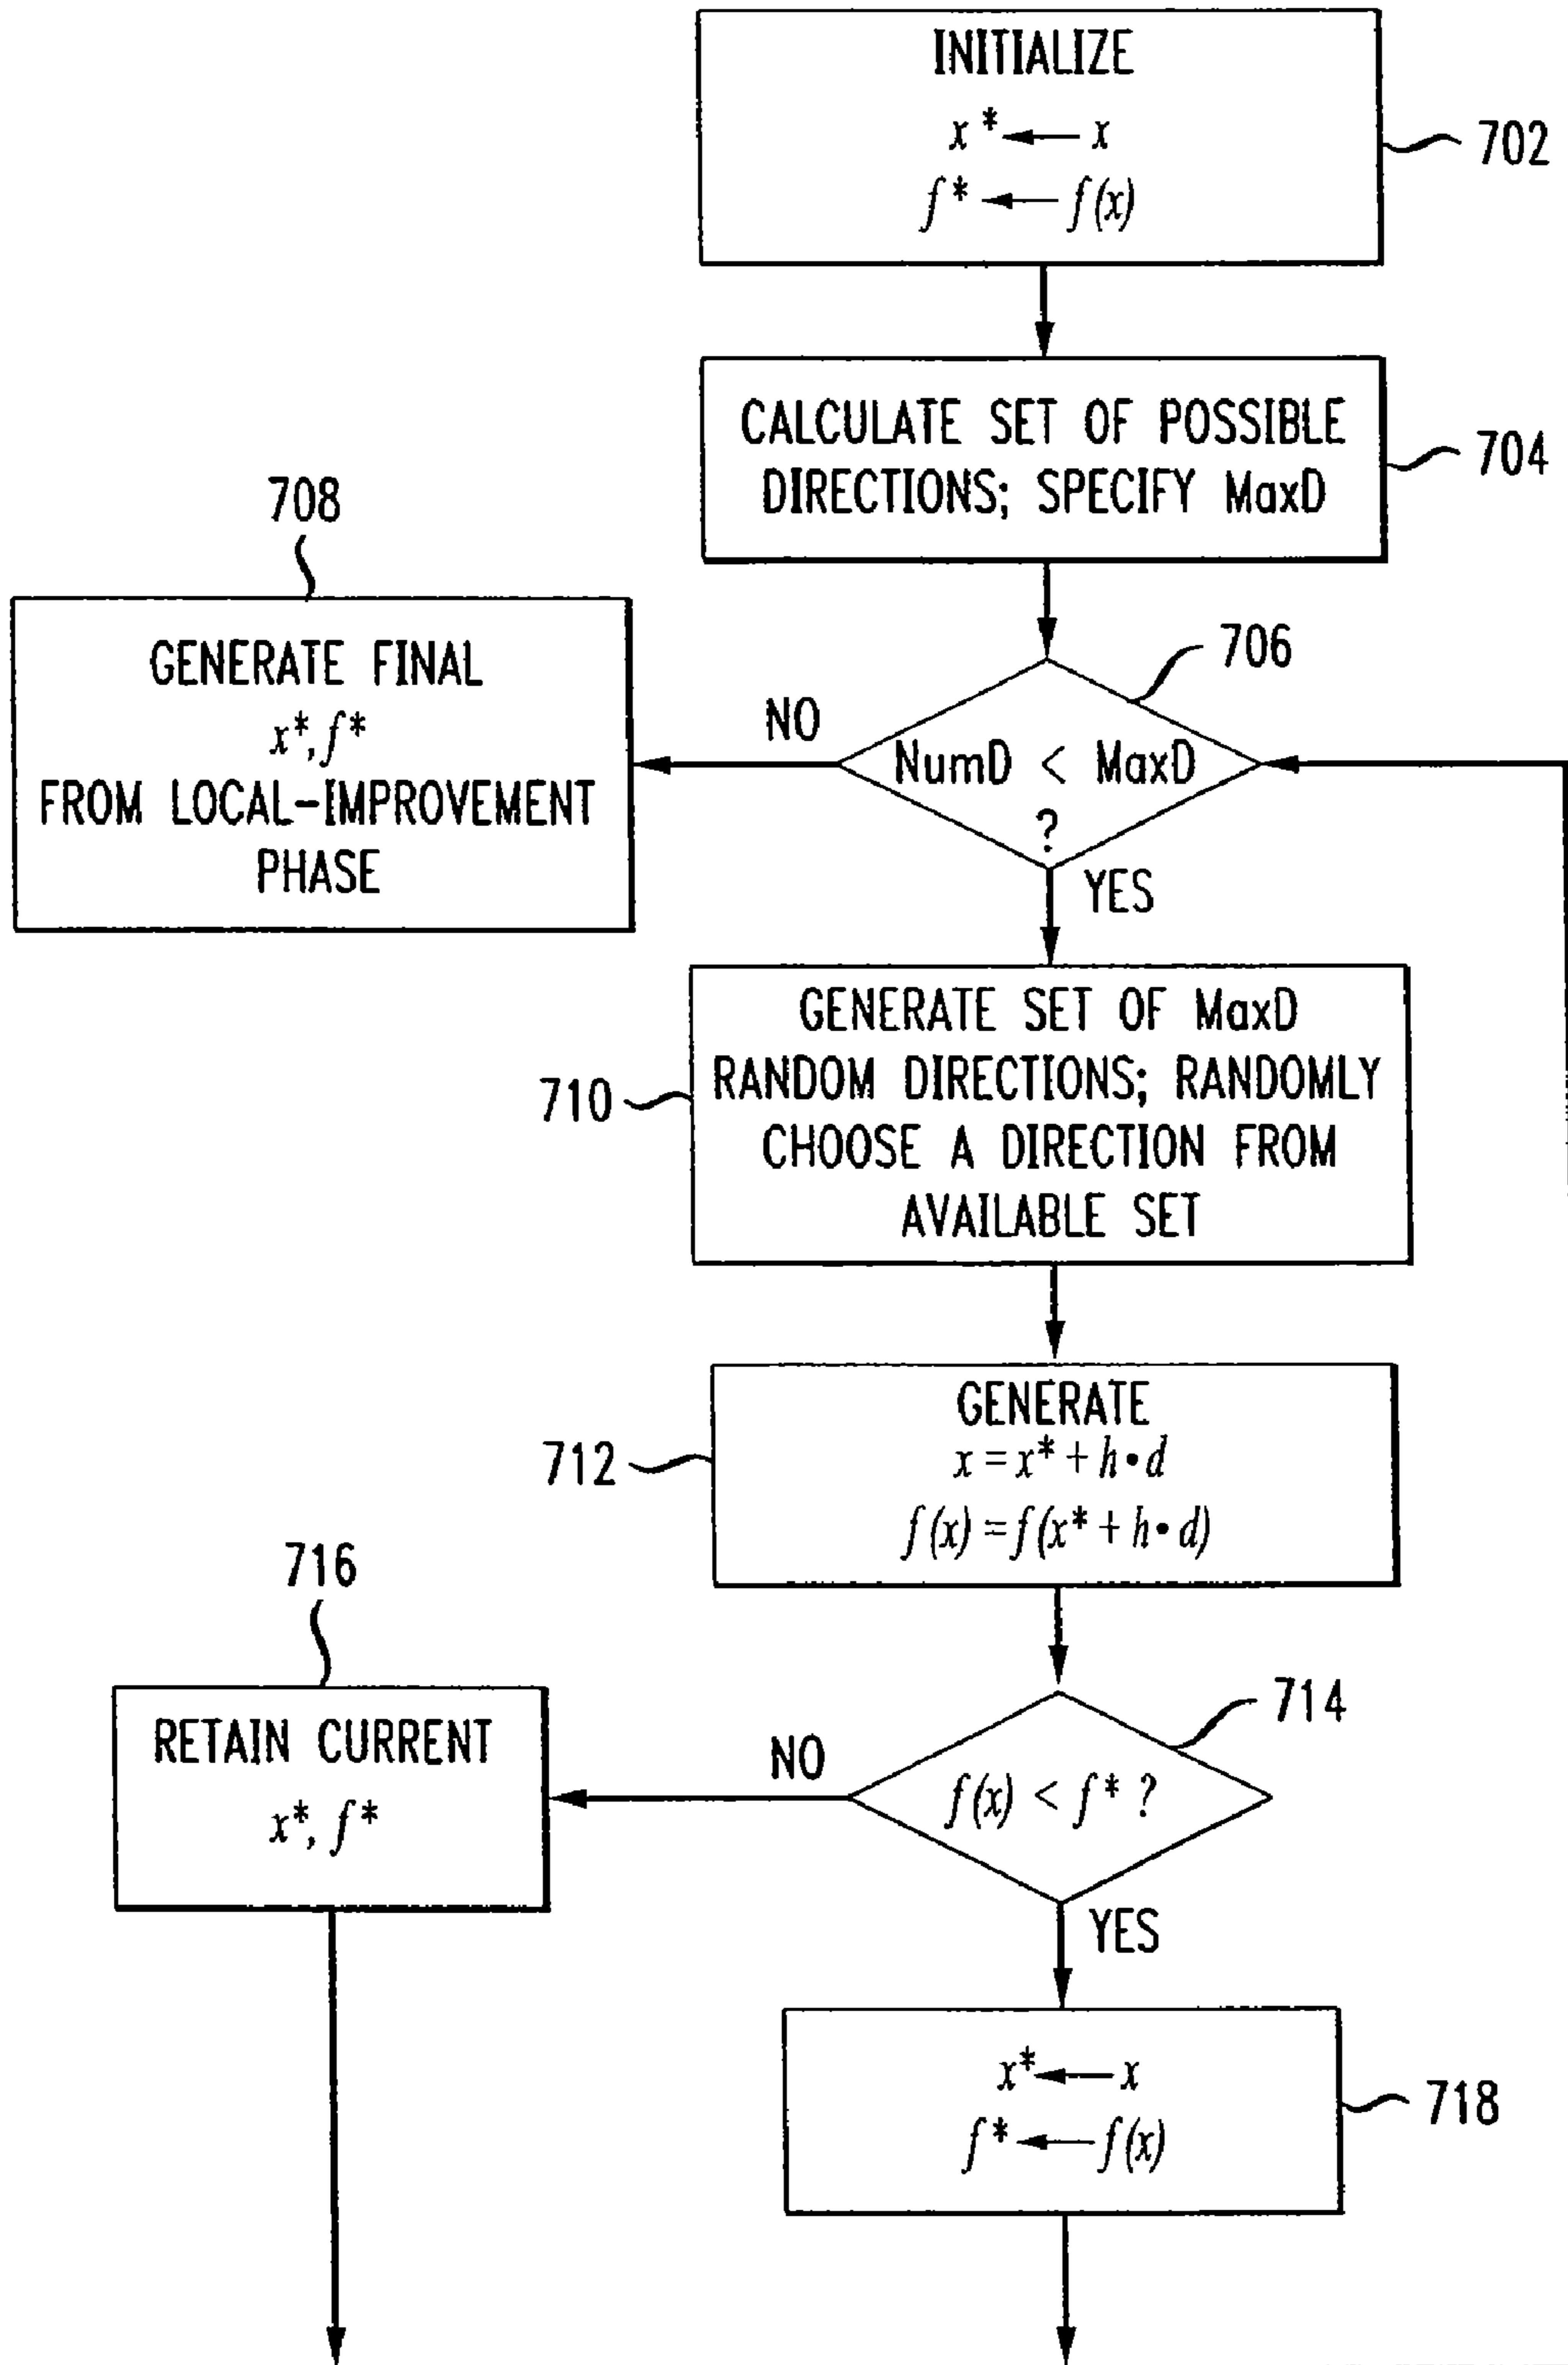 INITIALIZE
x* ← x
f* ← f(x)
702
CALCULATE SET OF POSSIBLE
DIRECTIONS; SPECIFY MaxD
704
708
GENERATE FINAL
x*, f*
FROM LOCAL-IMPROVEMENT
PHASE
706
NO
NumD < MaxD
?
YES
710
GENERATE SET OF MaxD
RANDOM DIRECTIONS; RANDOMLY
CHOOSE A DIRECTION FROM
AVAILABLE SET
712
GENERATE
x = x* + h • d
f(x) = f(x* + h • d)
716
RETAIN CURRENT
x*, f*
714
NO
f(x) < f* ?
YES
x* ← x
f* ← f(x)
718